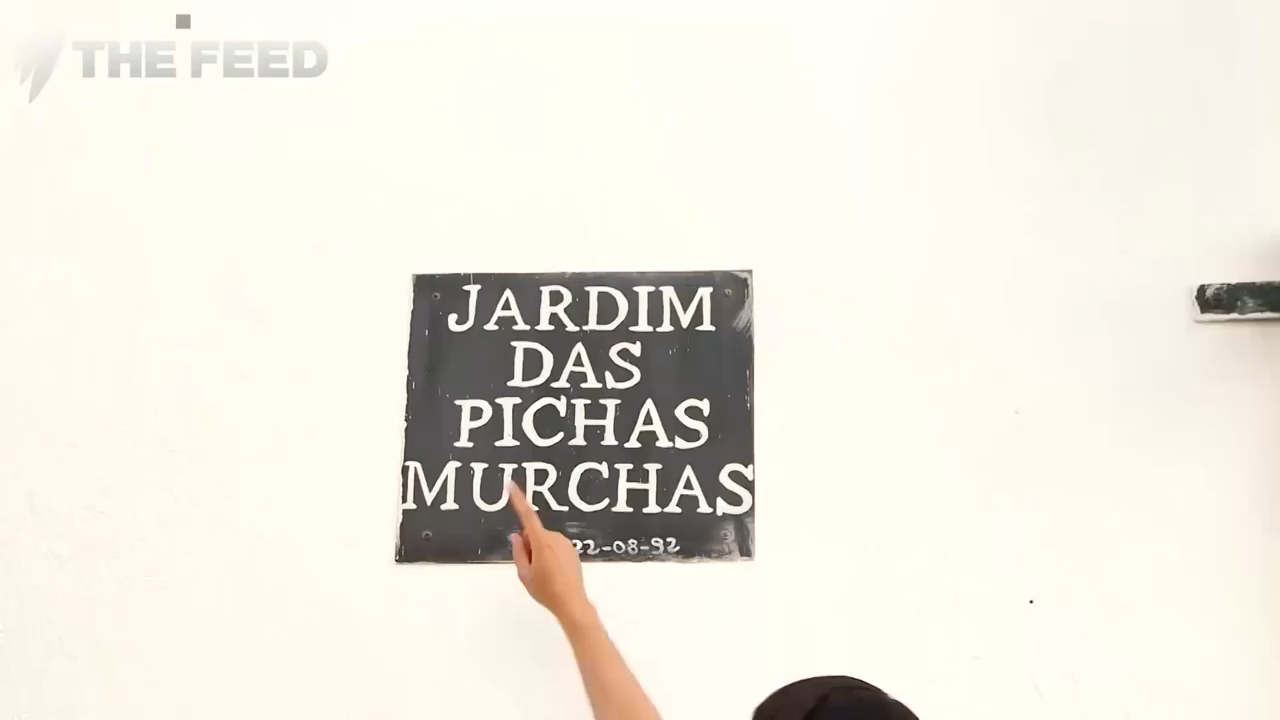 THE FEED
JARDIM
DAS
PICHAS
MURCHAS
22-08-92